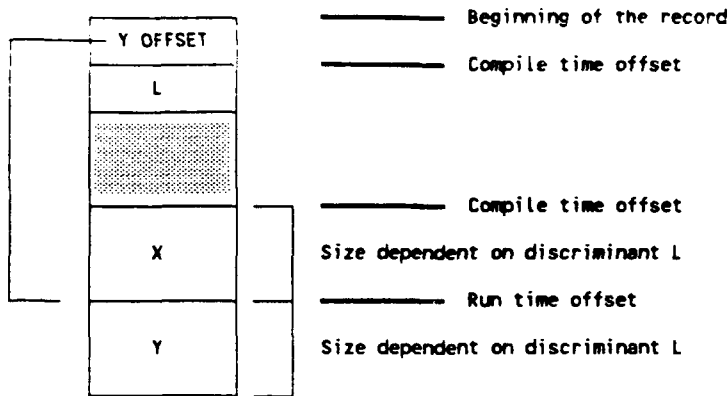 Beginning of the record
Y OFFSET
Compile time offset
L
Compile time offset
X
Size dependent on discriminant L
Run time offset
Y
Size dependent on discriminant L